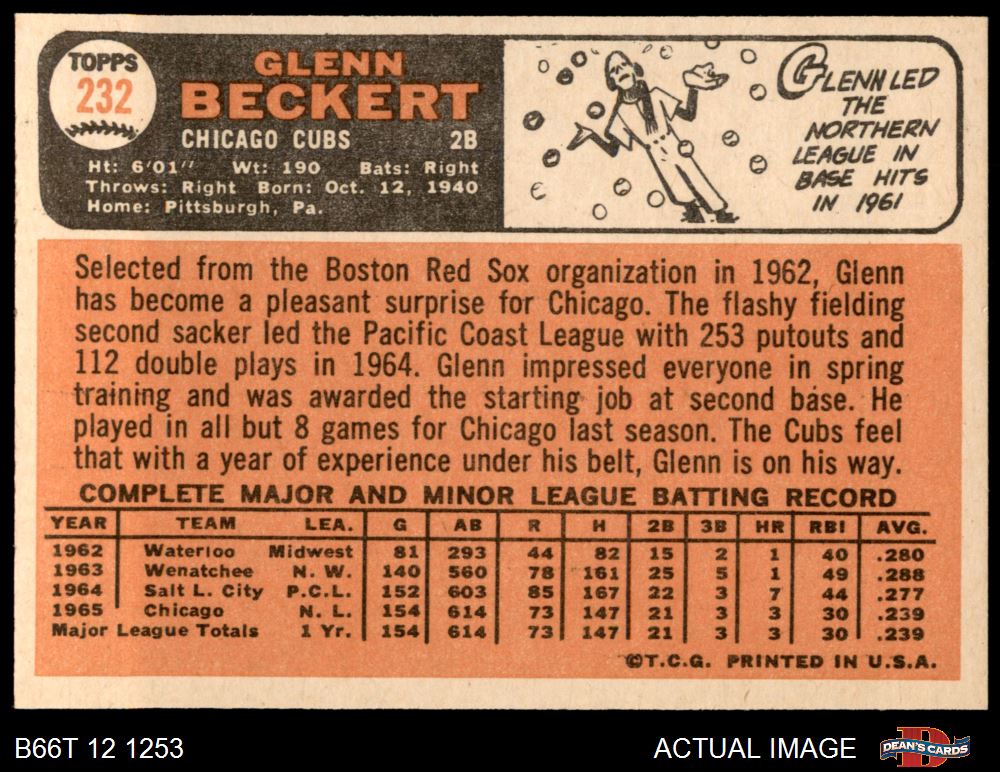 TOPPS
232
GLENN
BECKERT
CHICAGO CUBS 2B
Ht: 6'01" Wt: 190 Bats: Right
Throws: Right Born: Oct. 12, 1940
Home: Pittsburgh, Pa.
GLENN LED
THE
NORTHERN
LEAGUE IN
BASE HITS
IN 1961
Selected from the Boston Red Sox organization in 1962, Glenn
has become a pleasant surprise for Chicago. The flashy fielding
second sacker led the Pacific Coast League with 253 putouts and
112 double plays in 1964. Glenn impressed everyone in spring
training and was awarded the starting job at second base. He
played in all but 8 games for Chicago last season. The Cubs feel
that with a year of experience under his belt, Glenn is on his way.
COMPLETE MAJOR AND MINOR LEAGUE BATTING RECORD
YEAR TEAM LEA. G AB R H 2B 3B HR RBI AVG.
1962 Waterloo Midwest 81 293 44 82 15 2 1 40 .280
1963 Wenatchee N. W. 140 560 78 161 25 5 1 49 .288
1964 Salt L. City P.C.L. 152 603 85 167 22 3 7 44 .277
1965 Chicago N. L. 154 614 73 147 21 3 3 30 .239
Major League Totals 1 Yr. 154 614 73 147 21 3 3 30 .239
©T.C.G. PRINTED IN U.S.A.
B66T 12 1253
ACTUAL IMAGE
DEAN'S CARDS